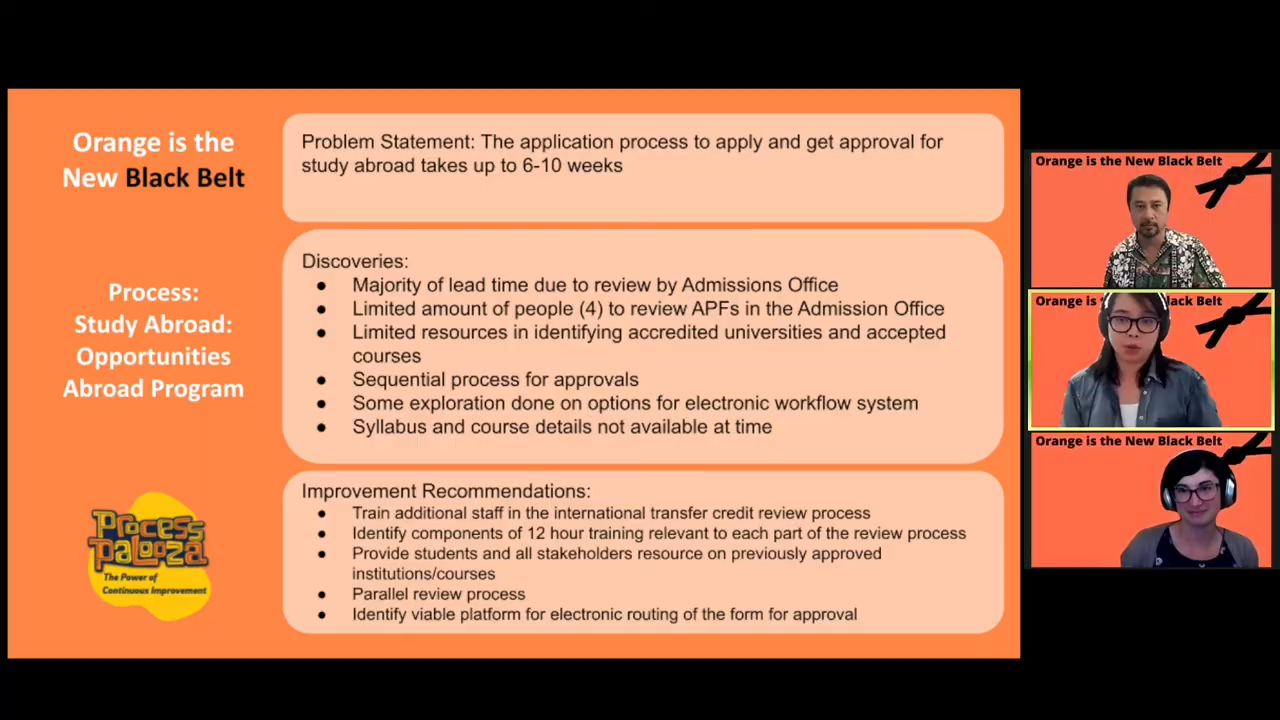 Orange is the
New Black Belt
Process:
Study Abroad:
Opportunities
Abroad Program
Process
Palooza
The Power of
Continuous Improvement
Problem Statement: The application process to apply and get approval for
study abroad takes up to 6-10 weeks
Discoveries:
● Majority of lead time due to review by Admissions Office
● Limited amount of people (4) to review APFs in the Admission Office
● Limited resources in identifying accredited universities and accepted
courses
● Sequential process for approvals
● Some exploration done on options for electronic workflow system
● Syllabus and course details not available at time
Improvement Recommendations:
● Train additional staff in the international transfer credit review process
● Identify components of 12 hour training relevant to each part of the review process
● Provide students and all stakeholders resource on previously approved
institutions/courses
● Parallel review process
● Identify viable platform for electronic routing of the form for approval
Orange is the New Black Belt
Orange is the New Black Belt
Orange is the New Black Belt